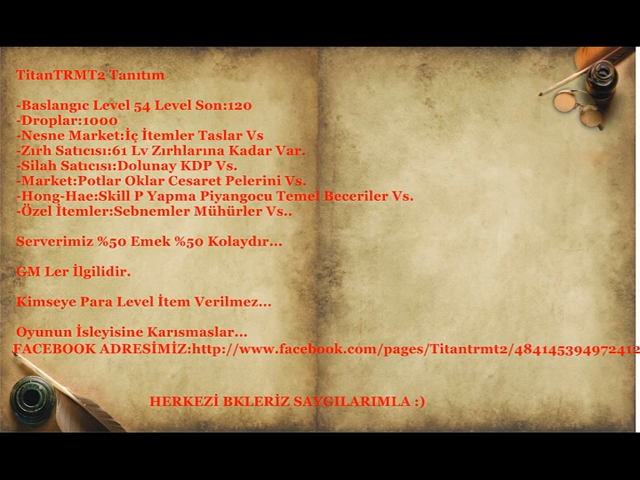 TitanTRMT2 Tanıtım
-Baslangıc Level 54 Level Son:120
-Droplar:1000
-Nesne Market:İç İtemler Taslar Vs
-Zırh Satıcısı:61 Lv Zırhlarına Kadar Var.
-Silah Satıcısı:Dolunay KDP Vs.
-Market:Potlar Oklar Cesaret Pelerini Vs.
-Hong-Hae:Skill P Yapma Piyangocu Temel Beceriler Vs.
-Özel İtemler:Sebnemler Mühürler Vs..
Serverimiz %50 Emek %50 Kolaydır...
GM Ler İlgilidir.
Kimseye Para Level İtem Verilmez...
Oyunun İsleyisine Karısmaslar...
FACEBOOK ADRESİMİZ:http://www.facebook.com/pages/Titantrmt2/484145394972412
HERKEZİ BKLERİZ SAYGILARIMLA :)